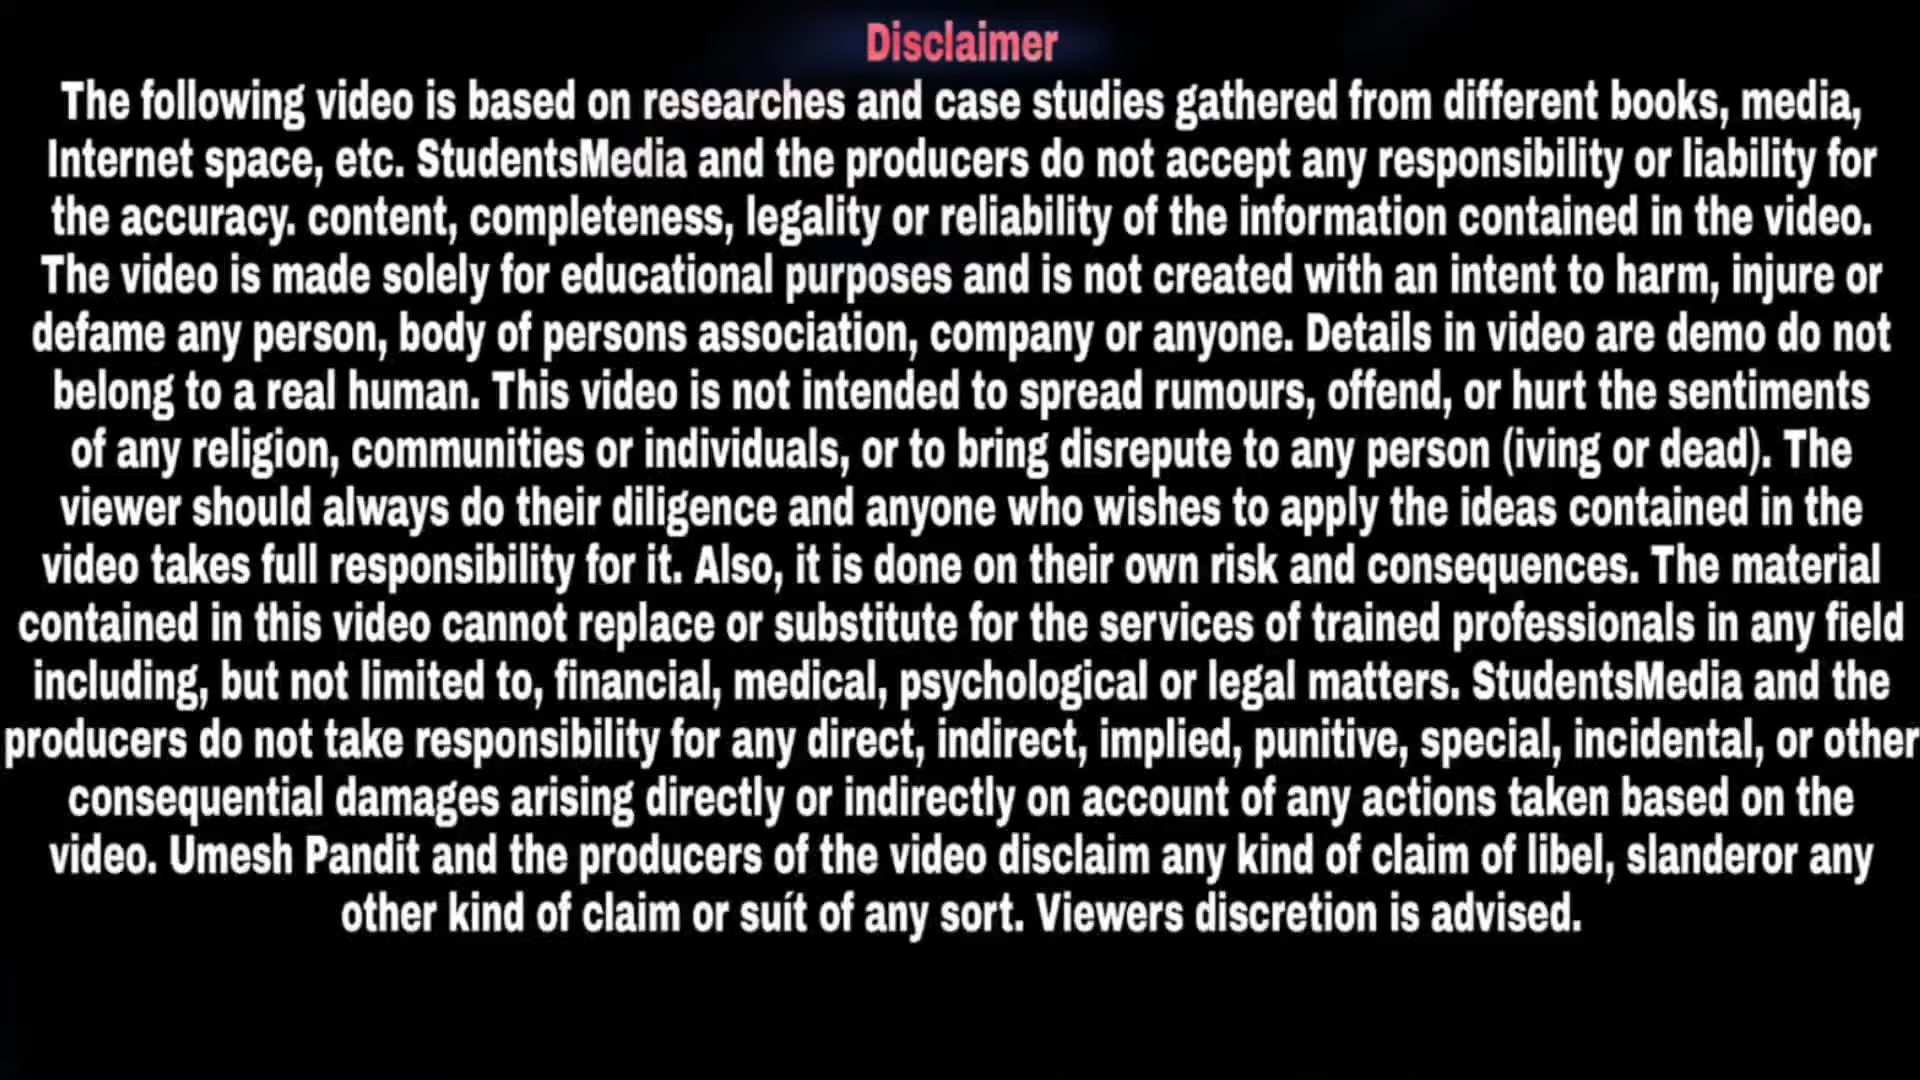 Disclaimer
The following video is based on researches and case studies gathered from different books, media,
Internet space, etc. StudentsMedia and the producers do not accept any responsibility or liability for
the accuracy. content, completeness, legality or reliability of the information contained in the video.
The video is made solely for educational purposes and is not created with an intent to harm, injure or
defame any person, body of persons association, company or anyone. Details in video are demo do not
belong to a real human. This video is not intended to spread rumours, offend, or hurt the sentiments
of any religion, communities or individuals, or to bring disrepute to any person (iving or dead). The
viewer should always do their diligence and anyone who wishes to apply the ideas contained in the
video takes full responsibility for it. Also, it is done on their own risk and consequences. The material
contained in this video cannot replace or substitute for the services of trained professionals in any field
including, but not limited to, financial, medical, psychological or legal matters. StudentsMedia and the
producers do not take responsibility for any direct, indirect, implied, punitive, special, incidental, or other
consequential damages arising directly or indirectly on account of any actions taken based on the
video. Umesh Pandit and the producers of the video disclaim any kind of claim of libel, slanderor any
other kind of claim or suít of any sort. Viewers discretion is advised.